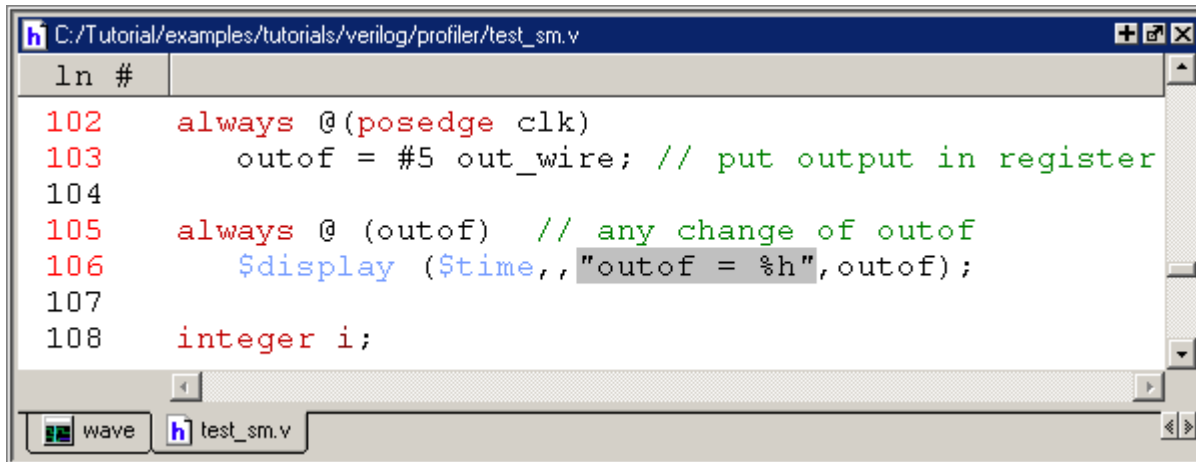 C:/Tutorial/examples/tutorials/verilog/profiler/test_sm.v
ln #
102 always @(posedge clk)
103 outof = #5 out_wire; // put output in register
104
105 always @ (outof) // any change of outof
106 $display ($time,,"outof = %h",outof);
107
108 integer i;
wave test_sm.v